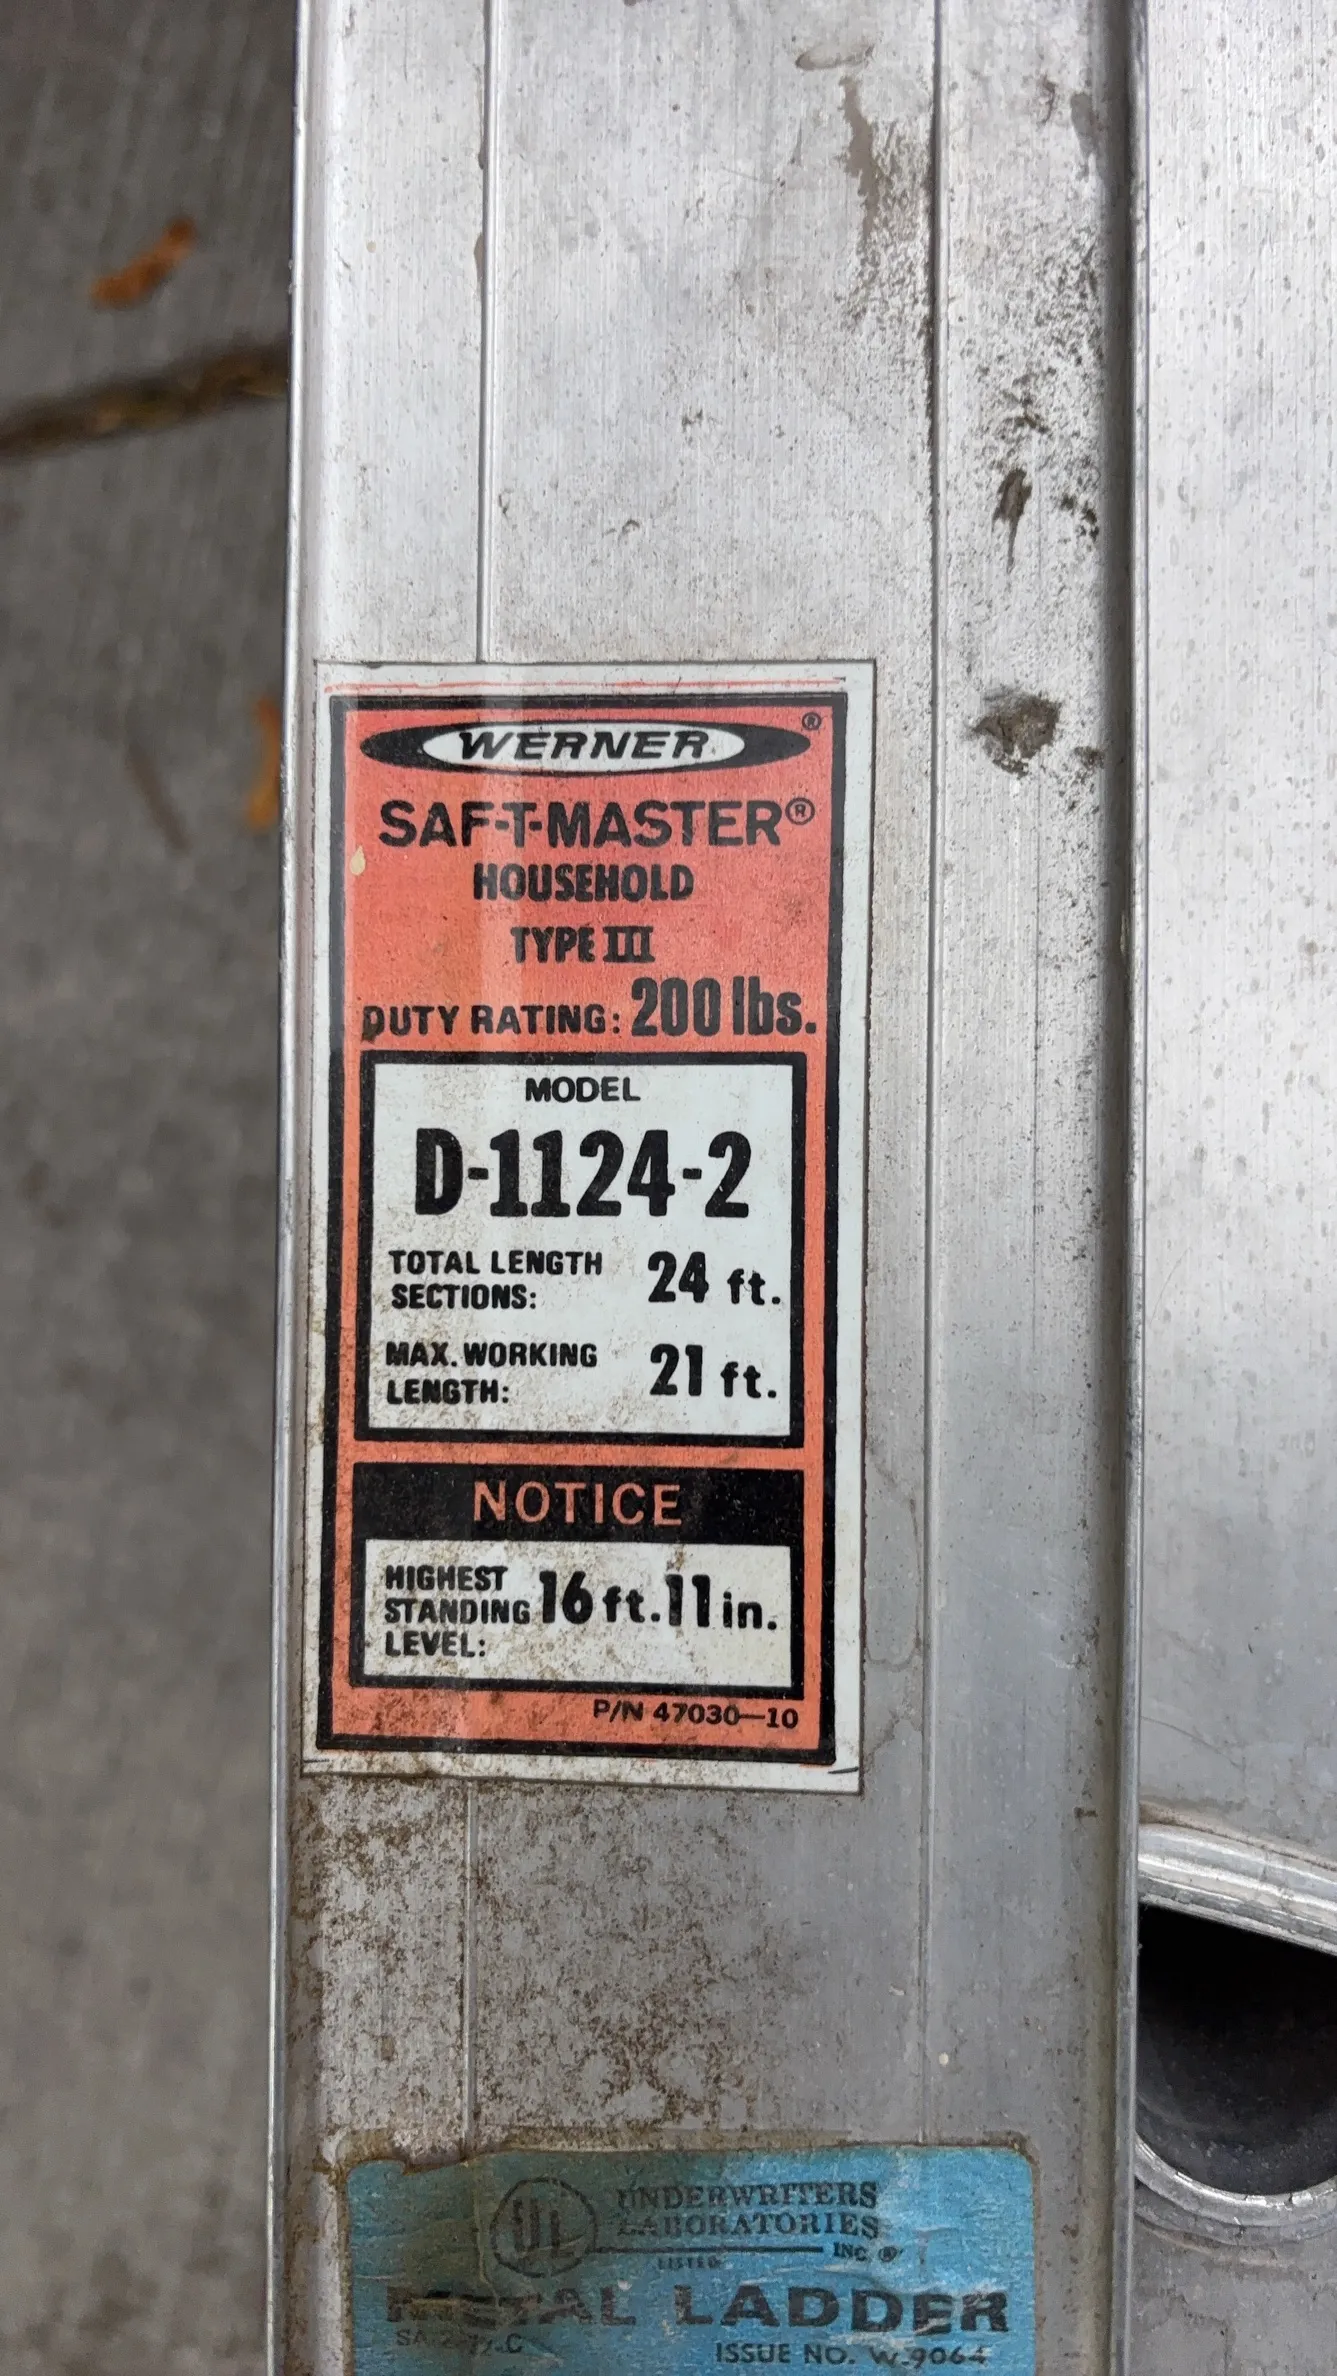 WERNER ®
SAF-T-MASTER®
HOUSEHOLD
TYPE III
DUTY RATING: 200 lbs.
MODEL
D-1124-2
TOTAL LENGTH
SECTIONS: 24 ft.
MAX. WORKING
LENGTH: 21 ft.
NOTICE
HIGHEST
STANDING 16 ft. 11 in.
LEVEL:
P/N 47030—10
UL
UNDERWRITERS
LABORATORIES
INC.®
LISTED
METAL LADDER
ISSUE NO. W-9064